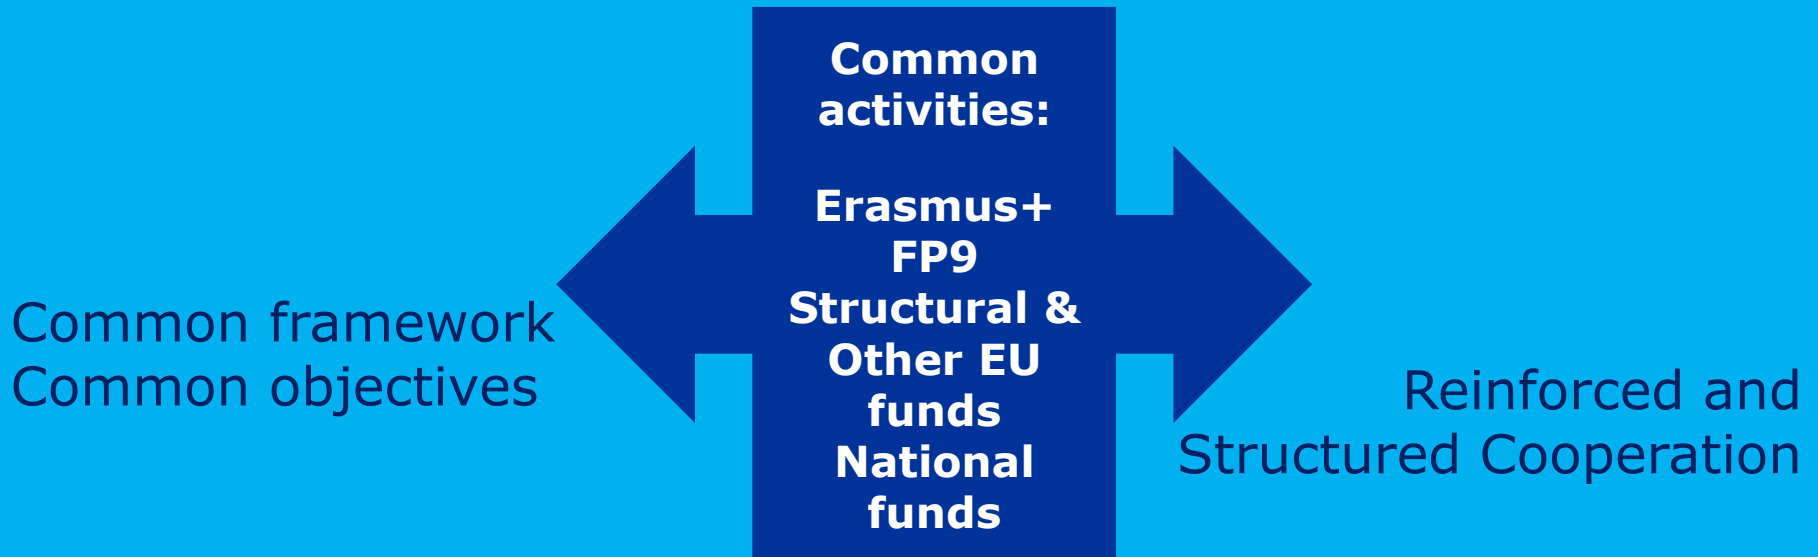 Common framework
Common objectives
Common
activities:
Erasmus+
FP9
Structural &
Other EU
funds
National
funds
Reinforced and
Structured Cooperation